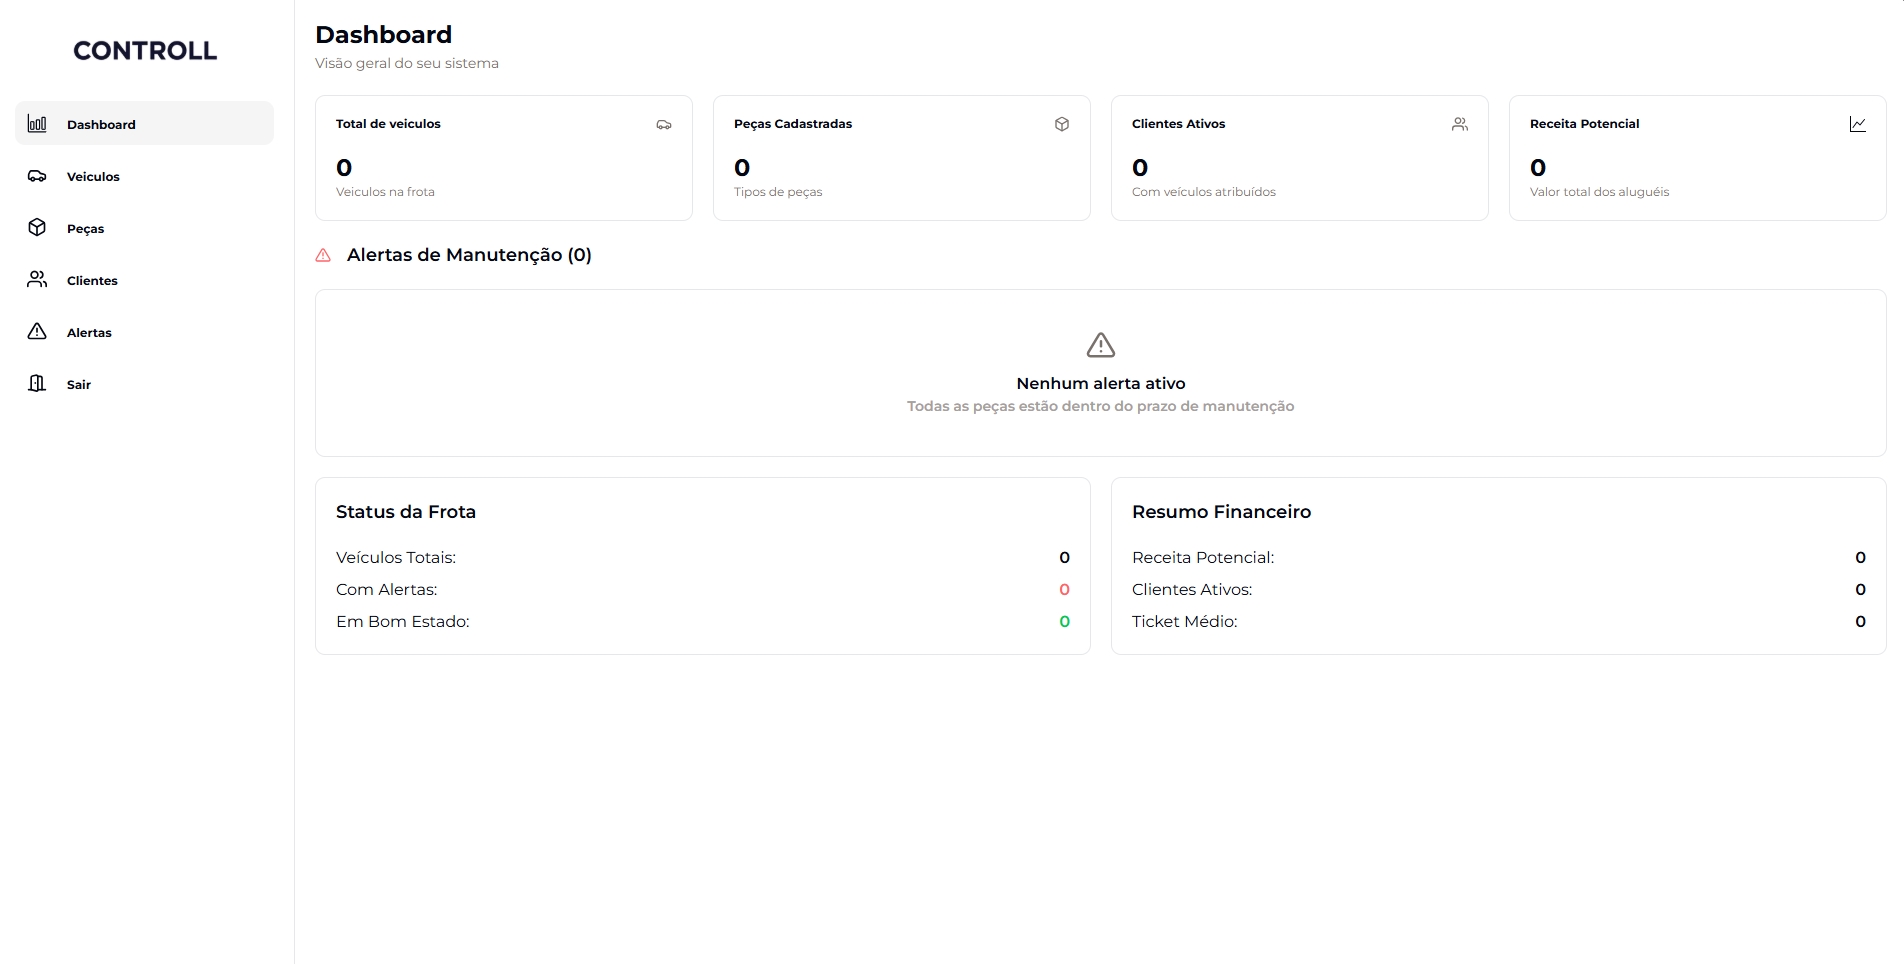 CONTROLL
Dashboard
Veiculos
Peças
Clientes
Alertas
Sair
Dashboard
Visão geral do seu sistema
Total de veiculos
0
Veiculos na frota
Peças Cadastradas
0
Tipos de peças
Clientes Ativos
0
Com veículos atribuídos
Receita Potencial
0
Valor total dos aluguéis
Alertas de Manutenção (0)
Nenhum alerta ativo
Todas as peças estão dentro do prazo de manutenção
Status da Frota
Veículos Totais: 0
Com Alertas: 0
Em Bom Estado: 0
Resumo Financeiro
Receita Potencial: 0
Clientes Ativos: 0
Ticket Médio: 0